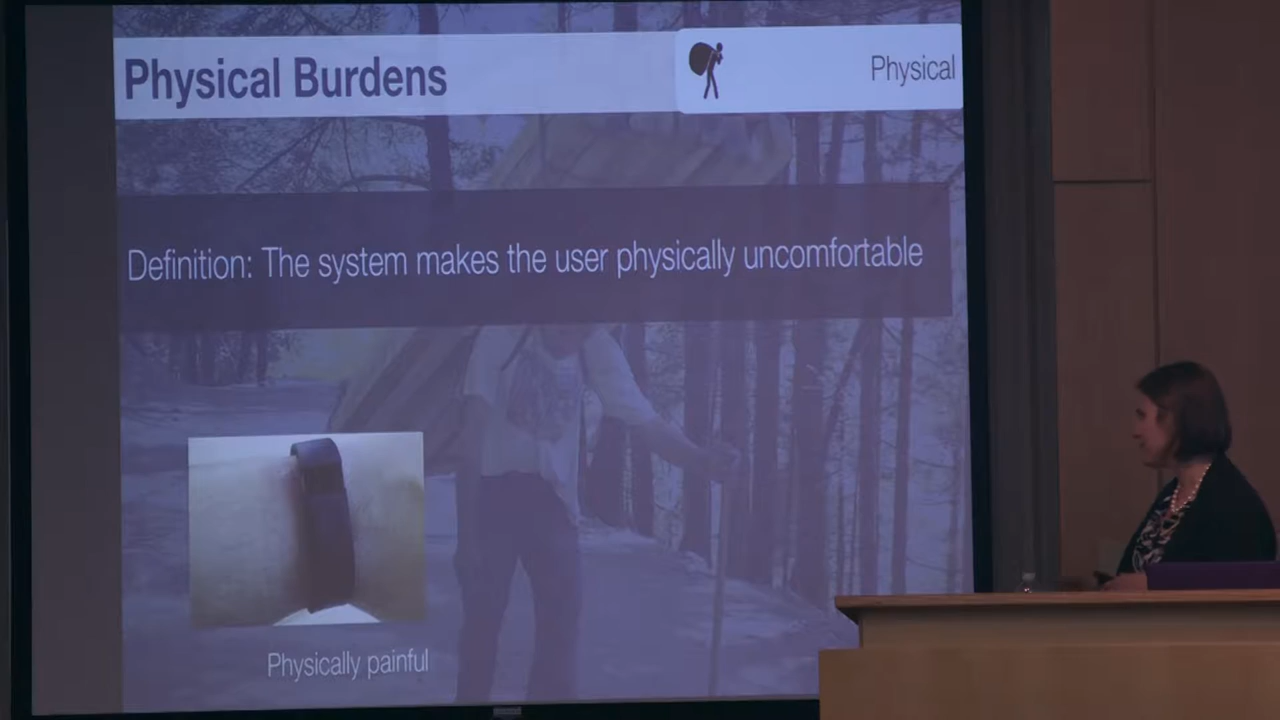 Physical Burdens
Physical
Definition: The system makes the user physically uncomfortable
Physically painful